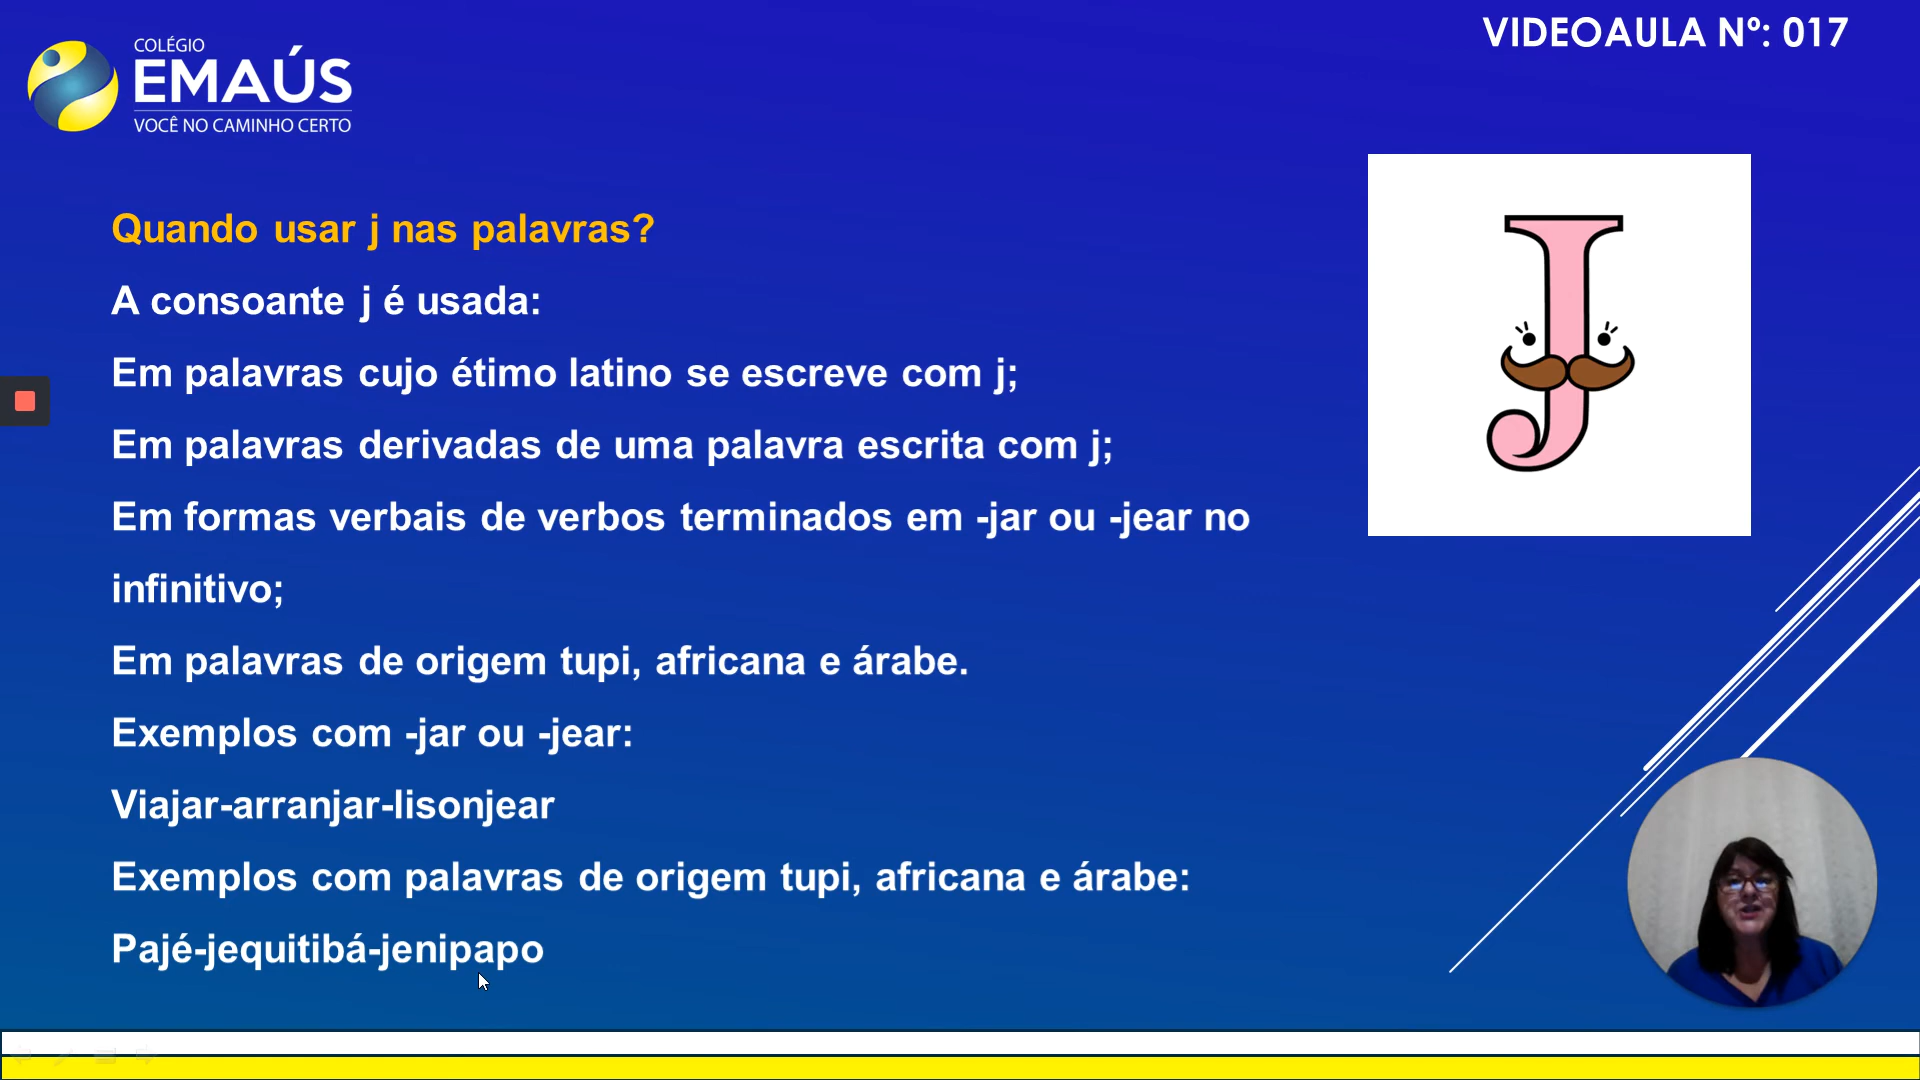 VIDEOAULA Nº: 017
COLÉGIO
EMAÚS
VOCÊ NO CAMINHO CERTO
Quando usar j nas palavras?
A consoante j é usada:
Em palavras cujo étimo latino se escreve com j;
Em palavras derivadas de uma palavra escrita com j;
Em formas verbais de verbos terminados em -jar ou -jear no
infinitivo;
Em palavras de origem tupi, africana e árabe.
Exemplos com -jar ou -jear:
Viajar-arranjar-lisonjear
Exemplos com palavras de origem tupi, africana e árabe:
Pajé-jequitibá-jenipapo
J